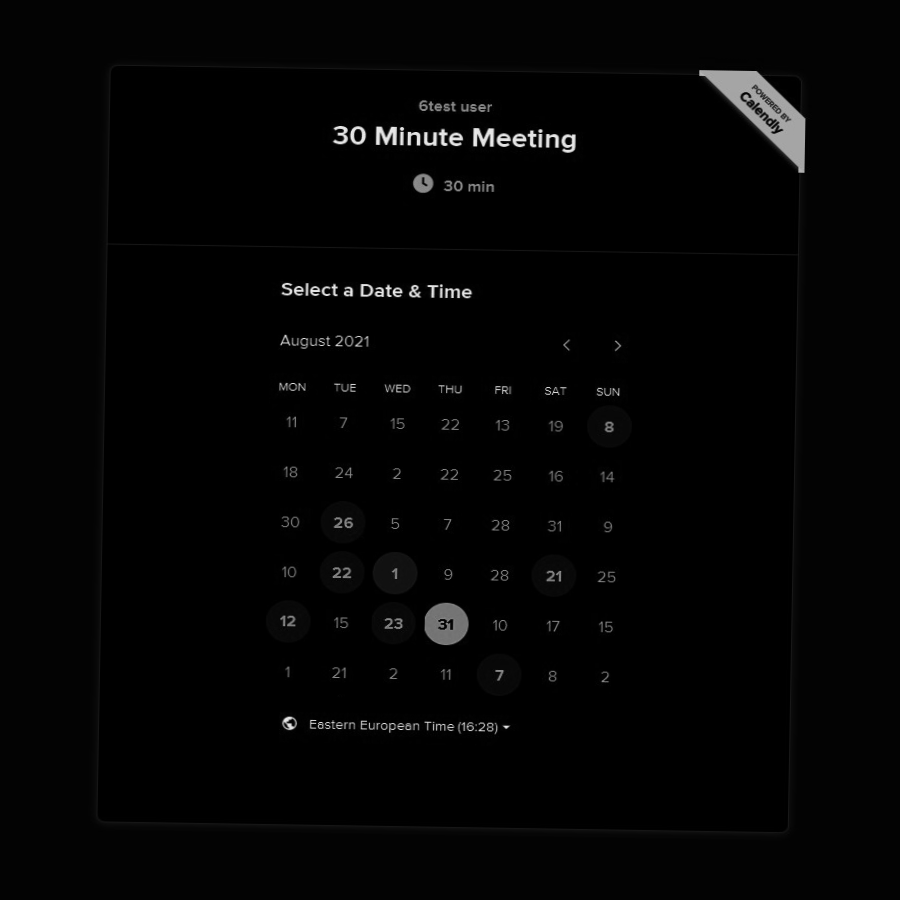 6test user
30 Minute Meeting
30 min
POWERED BY
Calendly
Select a Date & Time
August 2021
MON TUE WED THU FRI SAT SUN
11 7 15 22 13 19 8
18 24 2 22 25 16 14
30 26 5 7 28 31 9
10 22 1 9 28 21 25
12 15 23 31 10 17 15
1 21 2 11 7 8 2
Eastern European Time (16:28)